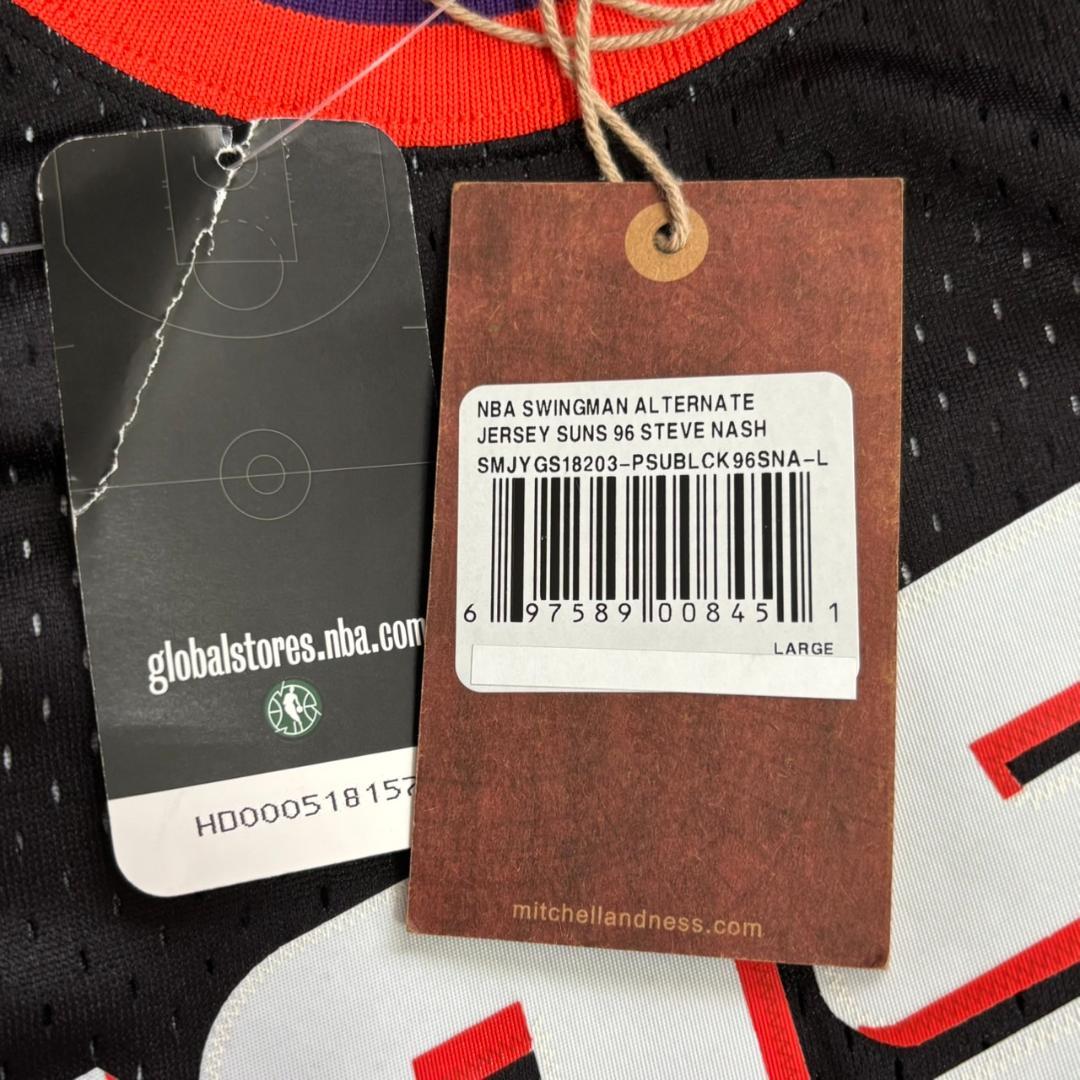 NBA SWINGMAN ALTERNATE
JERSEY SUNS 96 STEVE NASH
SMJYGS18203-PSUBLCK96SNA-L
6 97589 00845 1
LARGE
mitchellandness.com
globalstores.nba.com
HD00051815